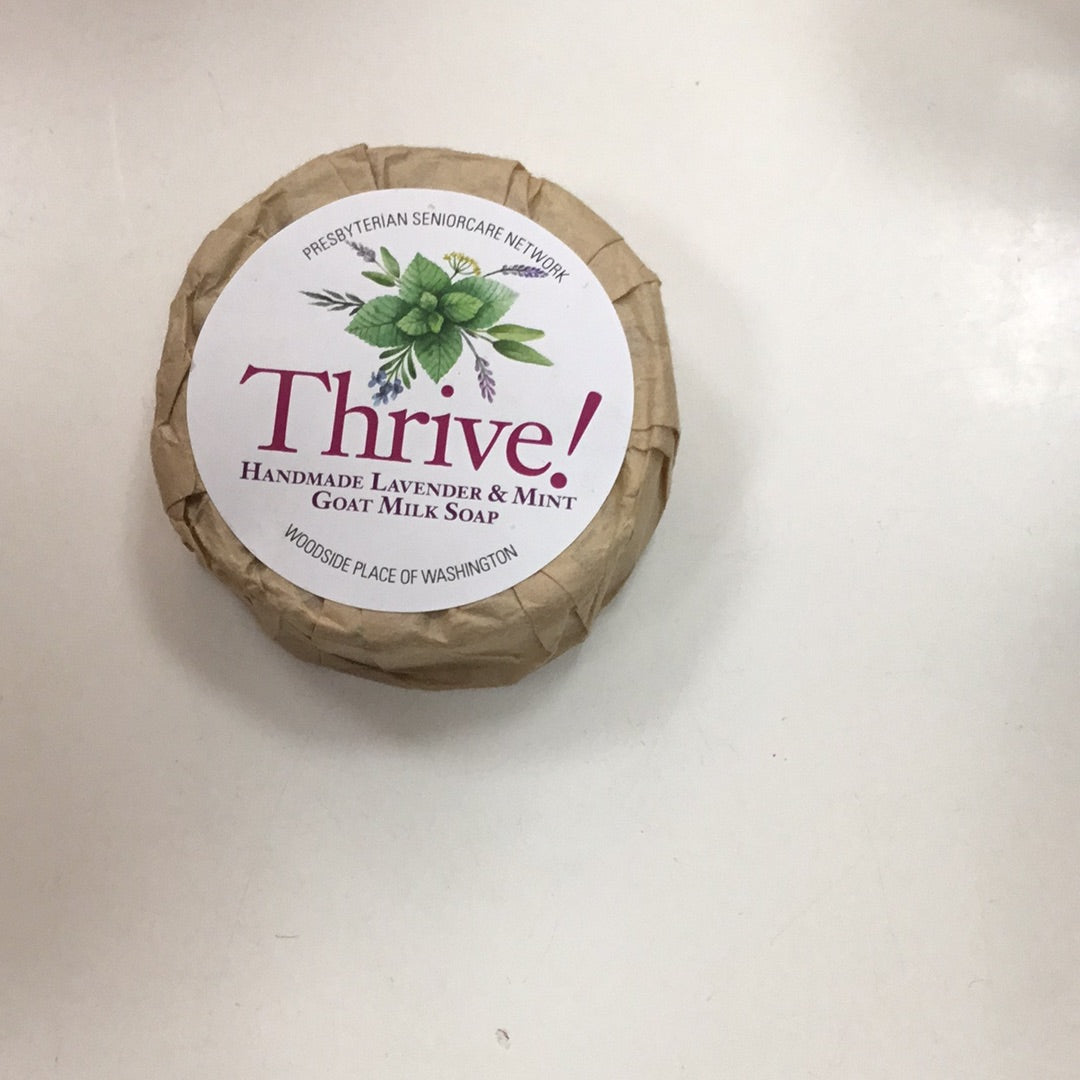 PRESBYTERIAN SENIORCARE NETWORK
Thrive!
HANDMADE LAVENDER & MINT
GOAT MILK SOAP
WOODSIDE PLACE OF WASHINGTON